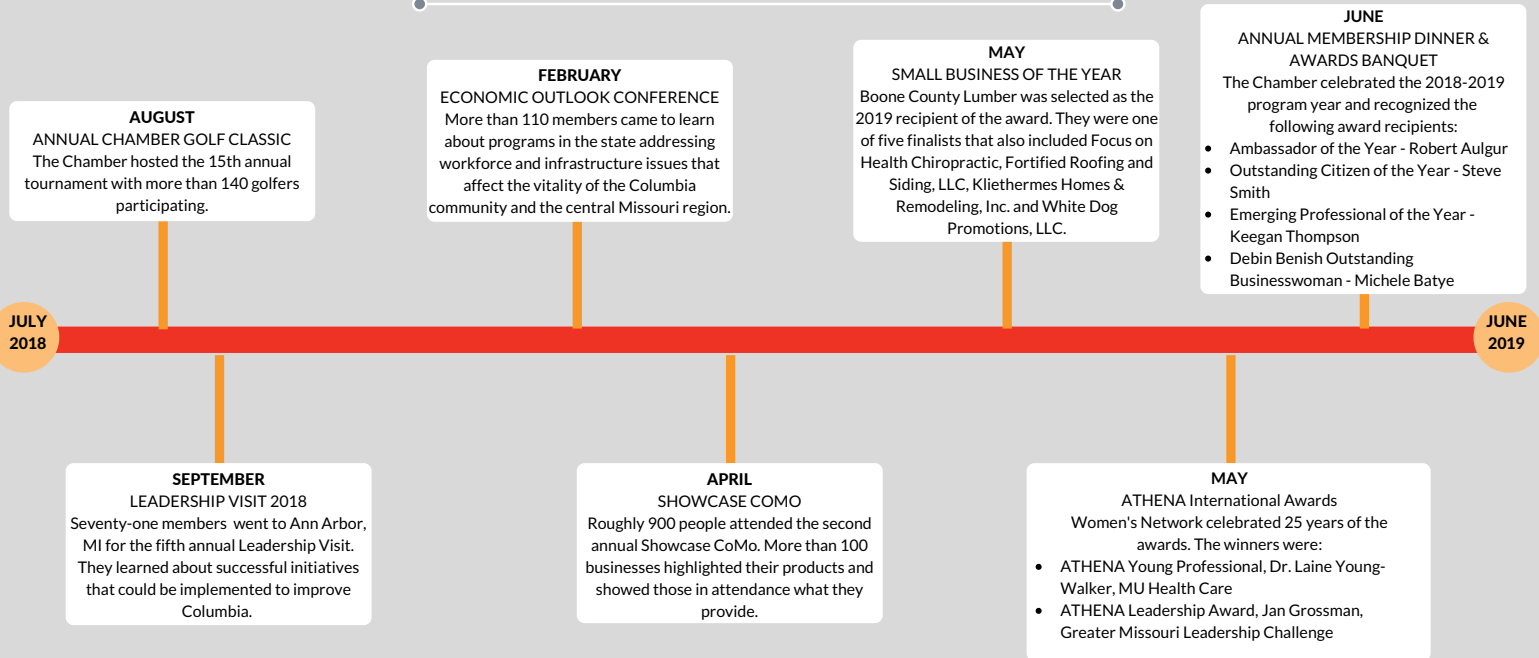 JULY
2018
AUGUST
ANNUAL CHAMBER GOLF CLASSIC
The Chamber hosted the 15th annual
tournament with more than 140 golfers
participating.
SEPTEMBER
LEADERSHIP VISIT 2018
Seventy-one members went to Ann Arbor,
MI for the fifth annual Leadership Visit.
They learned about successful initiatives
that could be implemented to improve
Columbia.
FEBRUARY
ECONOMIC OUTLOOK CONFERENCE
More than 110 members came to learn
about programs in the state addressing
workforce and infrastructure issues that
affect the vitality of the Columbia
community and the central Missouri region.
APRIL
SHOWCASE COMO
Roughly 900 people attended the second
annual Showcase CoMo. More than 100
businesses highlighted their products and
showed those in attendance what they
provide.
MAY
SMALL BUSINESS OF THE YEAR
Boone County Lumber was selected as the
2019 recipient of the award. They were one
of five finalists that also included Focus on
Health Chiropractic, Fortified Roofing and
Siding, LLC, Kliethermes Homes &
Remodeling, Inc. and White Dog
Promotions, LLC.
MAY
ATHENA International Awards
Women's Network celebrated 25 years of the
awards. The winners were:
• ATHENA Young Professional, Dr. Laine Young-
Walker, MU Health Care
• ATHENA Leadership Award, Jan Grossman,
Greater Missouri Leadership Challenge
JUNE
ANNUAL MEMBERSHIP DINNER &
AWARDS BANQUET
The Chamber celebrated the 2018-2019
program year and recognized the
following award recipients:
• Ambassador of the Year - Robert Aulgur
• Outstanding Citizen of the Year - Steve
Smith
• Emerging Professional of the Year -
Keegan Thompson
• Debin Benish Outstanding
Businesswoman - Michele Batye
JUNE
2019